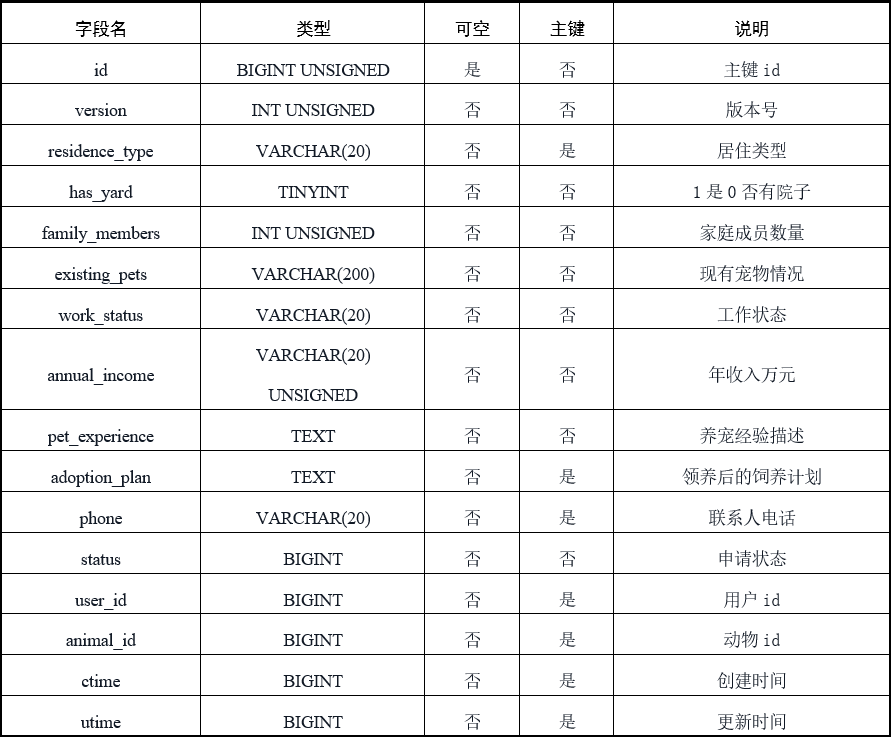 字段名 类型 可空 主键 说明
id BIGINT UNSIGNED 是 否 主键 id
version INT UNSIGNED 否 否 版本号
residence_type VARCHAR(20) 否 是 居住类型
has_yard TINYINT 否 否 1 是 0 否有院子
family_members INT UNSIGNED 否 否 家庭成员数量
existing_pets VARCHAR(200) 否 否 现有宠物情况
work_status VARCHAR(20) 否 否 工作状态
annual_income VARCHAR(20) UNSIGNED 否 否 年收入万元
pet_experience TEXT 否 否 养宠经验描述
adoption_plan TEXT 否 是 领养后的饲养计划
phone VARCHAR(20) 否 是 联系人电话
status BIGINT 否 否 申请状态
user_id BIGINT 否 是 用户 id
animal_id BIGINT 否 是 动物 id
ctime BIGINT 否 是 创建时间
utime BIGINT 否 是 更新时间